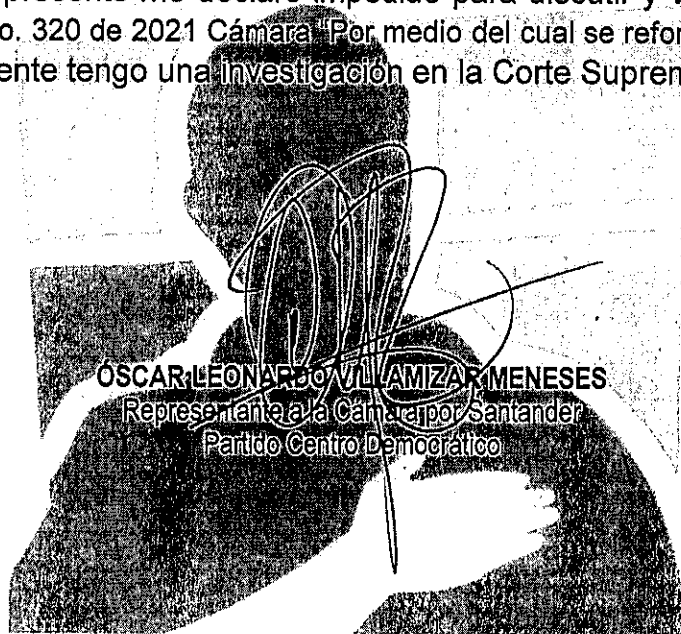 presente me declaro impedido para discutir y
o. 320 de 2021 Cámara "Por medio del cual se refor
ente tengo una investigación en la Corte Suprem
ÓSCAR LEONARDO VILLAMIZAR MENESES
Representante a la Cámara por Santander
Partido Centro Democrático